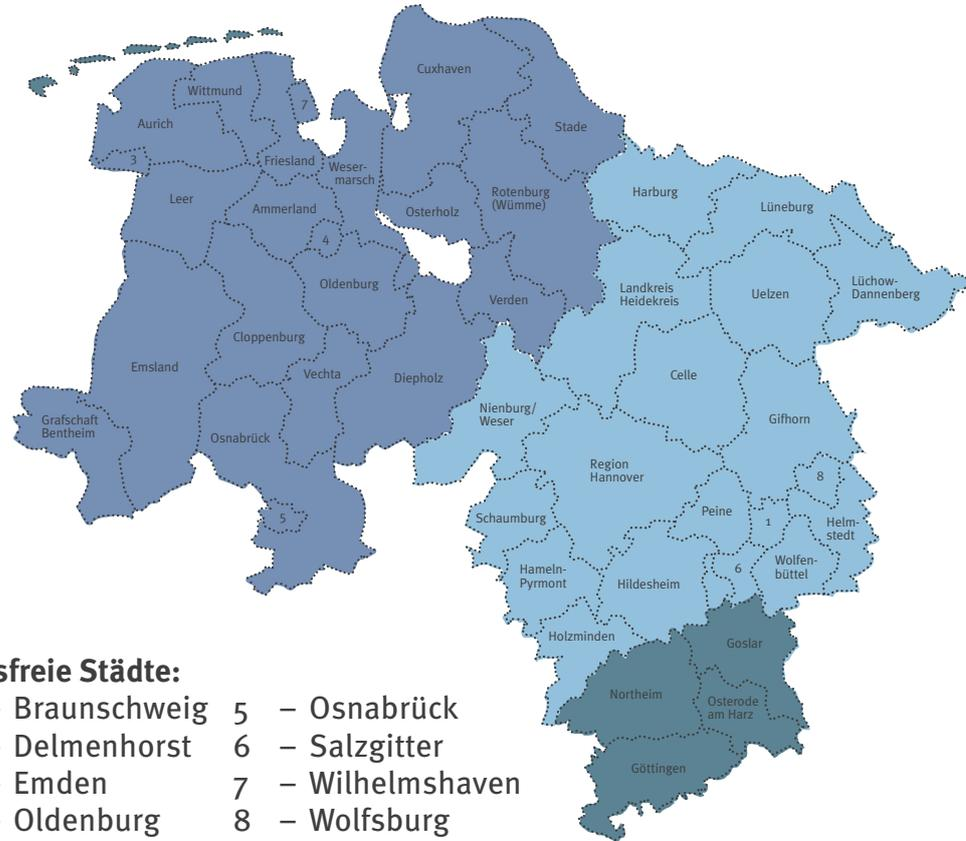 Cuxhaven
Wittmund
7
Aurich
Stade
3
Friesland
Weser-
marsch
Leer
Ammerland
Osterholz
Rotenburg
(Wümme)
Harburg
Lüneburg
4
Oldenburg
Verden
Landkreis
Heidekreis
Uelzen
Lüchow-
Dannenberg
Cloppenburg
Emsland
Vechta
Diepholz
Celle
Grafschaft
Bentheim
Osnabrück
Nienburg/
Weser
Gifhorn
Region
Hannover
8
5
Schaumburg
Peine
1
Helm-
stedt
Hameln-
Pyrmont
Hildesheim
6
Wolfen-
büttel
Holzminden
Goslar
Northeim
Osterode
am Harz
Göttingen
sfreie Städte:
– Braunschweig 5 – Osnabrück
– Delmenhorst 6 – Salzgitter
– Emden 7 – Wilhelmshaven
– Oldenburg 8 – Wolfsburg